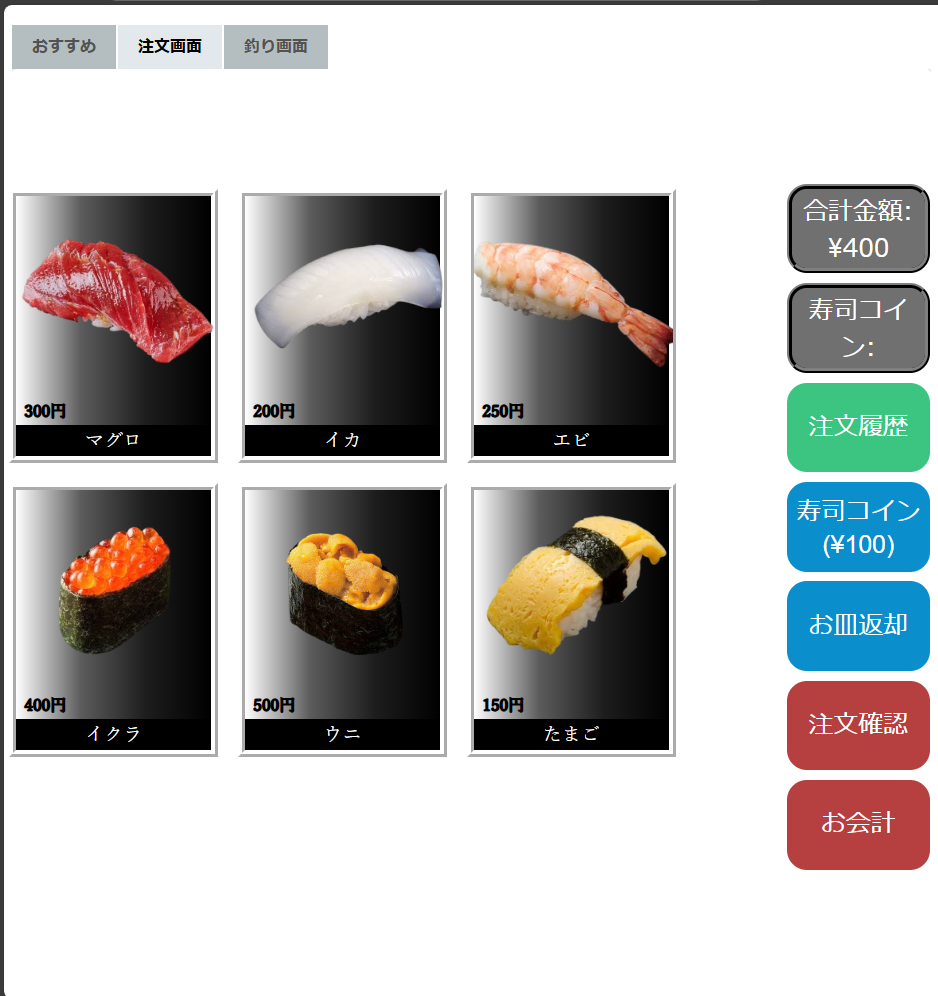 おすすめ 注文画面 釣り画面
合計金額:
¥400
300円 200円 250円
マグロ イカ エビ
寿司コイ
ン:
注文履歴
寿司コイン
(¥100)
お皿返却
400円 500円 150円
イクラ ウニ たまご
注文確認
お会計